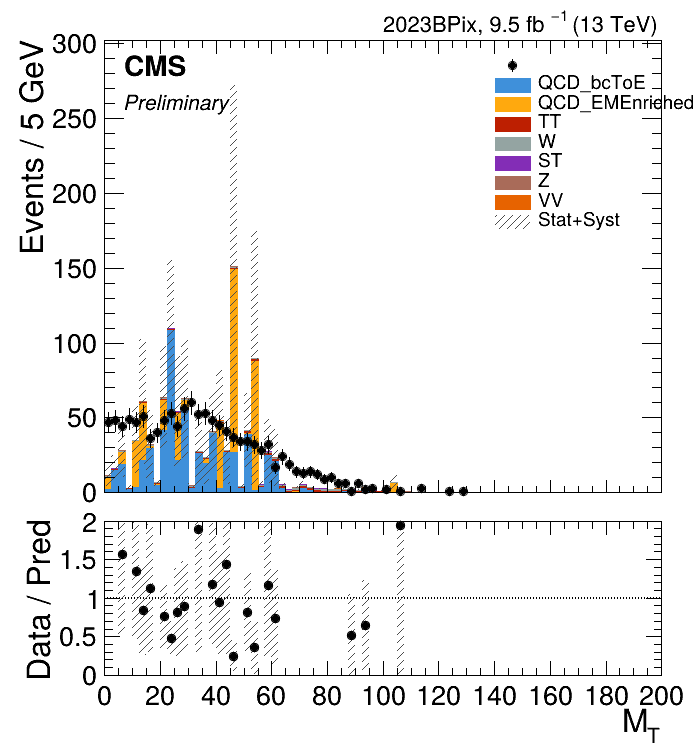 2023BPix, 9.5 fb⁻¹ (13 TeV)
Events / 5 GeV
300
250
200
150
100
50
0
CMS
Preliminary
QCD_bcToE
QCD_EMEnriehed
TT
W
ST
Z
VV
Stat+Syst
Data / Pred
2
1.5
1
0.5
0
0 20 40 60 80 100 120 140 160 180 200
M_T